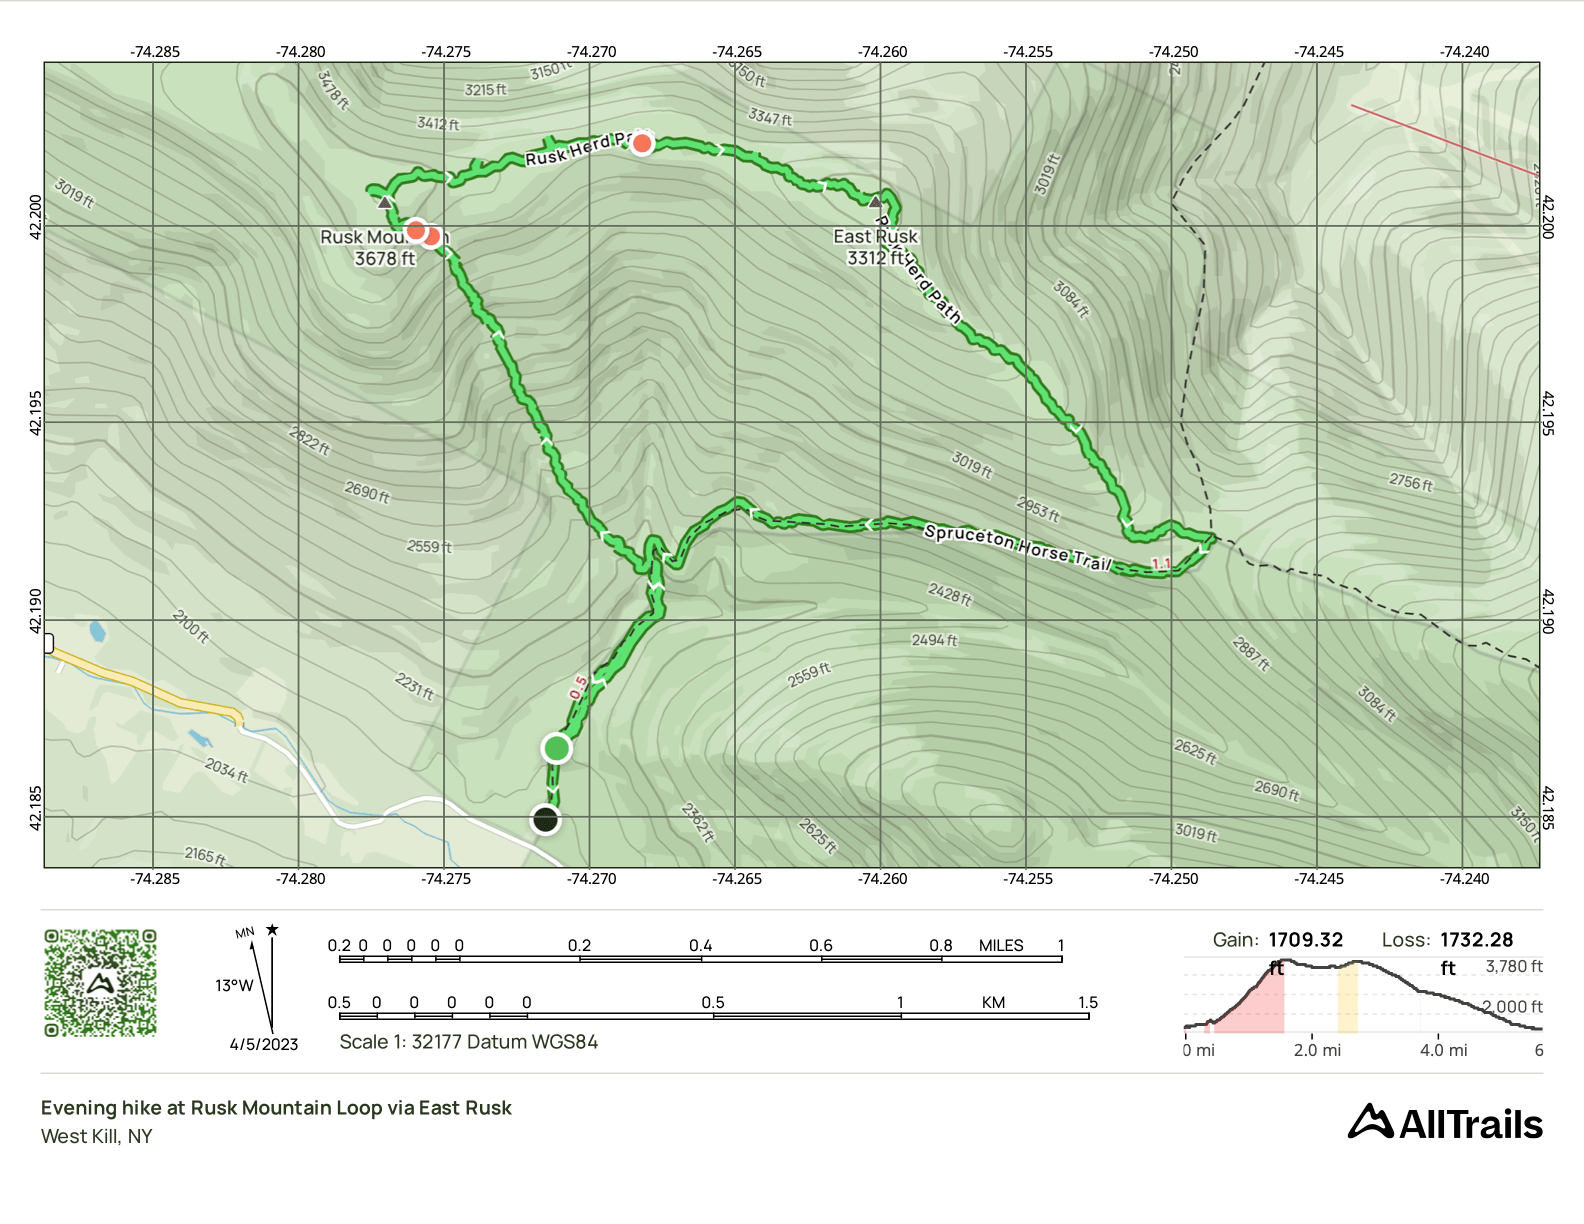 -74.285 -74.280 -74.275 -74.270 -74.265 -74.260 -74.255 -74.250 -74.245 -74.240
3478 ft
3150 ft
3215 ft
3412 ft
3347 ft
3019 ft
3019 ft
42.200
42.200
Rusk Herd
Rusk
3678 ft
East Rusk
3312 ft
Herd Path
3084 ft
42.195
42.195
2822 ft
2690 ft
2559 ft
3019 ft
2953 ft
2756 ft
Spruceton Horse Trail
1.1
2428 ft
2494 ft
2559 ft
2887 ft
3084 ft
42.190
42.190
2100 ft
2231 ft
0.5
2034 ft
2165 ft
2362 ft
2625 ft
2625 ft
2690 ft
3019 ft
3150 ft
42.185
42.185
-74.285 -74.280 -74.275 -74.270 -74.265 -74.260 -74.255 -74.250 -74.245 -74.240
MN
13°W
4/5/2023
0.2 0 0 0 0 0 0.2 0.4 0.6 0.8 MILES 1
0.5 0 0 0 0 0 0.5 1 KM 1.5
Scale 1: 32177 Datum WGS84
Gain: 1709.32 ft Loss: 1732.28 ft
3,780 ft
2,000 ft
0 mi 2.0 mi 4.0 mi 6
Evening hike at Rusk Mountain Loop via East Rusk
West Kill, NY
AllTrails